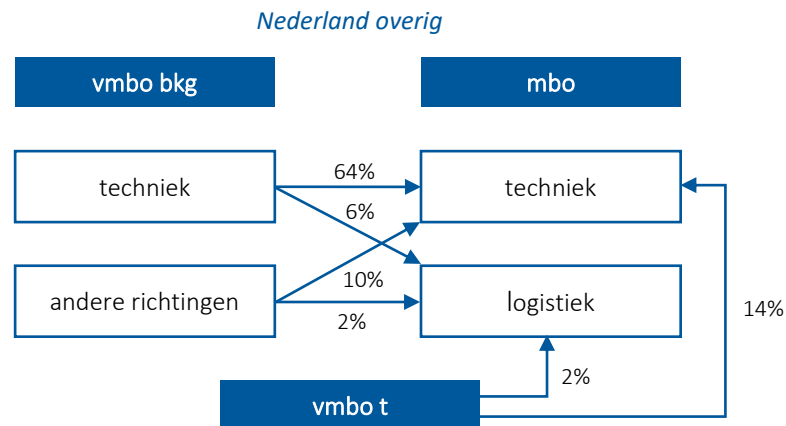 Nederland overig
vmbo bkg
mbo
techniek
64%
techniek
6%
andere richtingen
10%
logistiek
2%
14%
2%
vmbo t